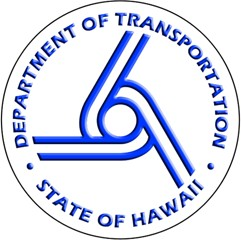 DEPARTMENT OF TRANSPORTATION
STATE OF HAWAII